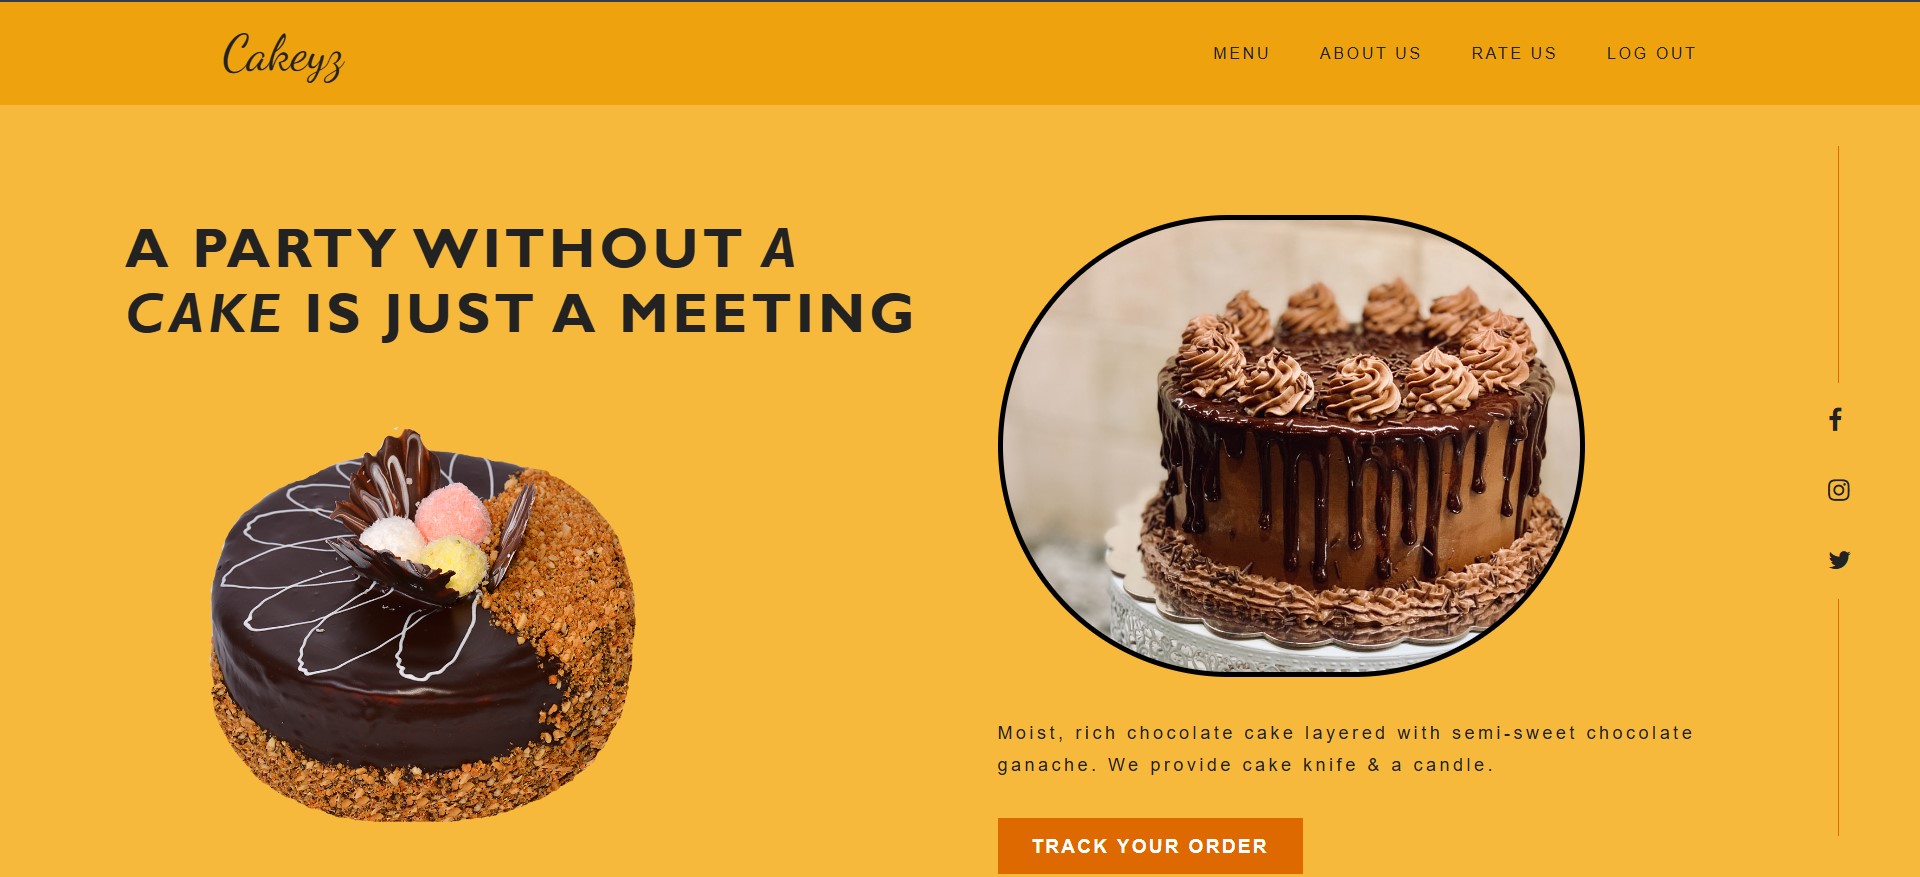 Cakeyz
MENU ABOUT US RATE US LOG OUT
A PARTY WITHOUT A
CAKE IS JUST A MEETING
Moist, rich chocolate cake layered with semi-sweet chocolate
ganache. We provide cake knife & a candle.
TRACK YOUR ORDER